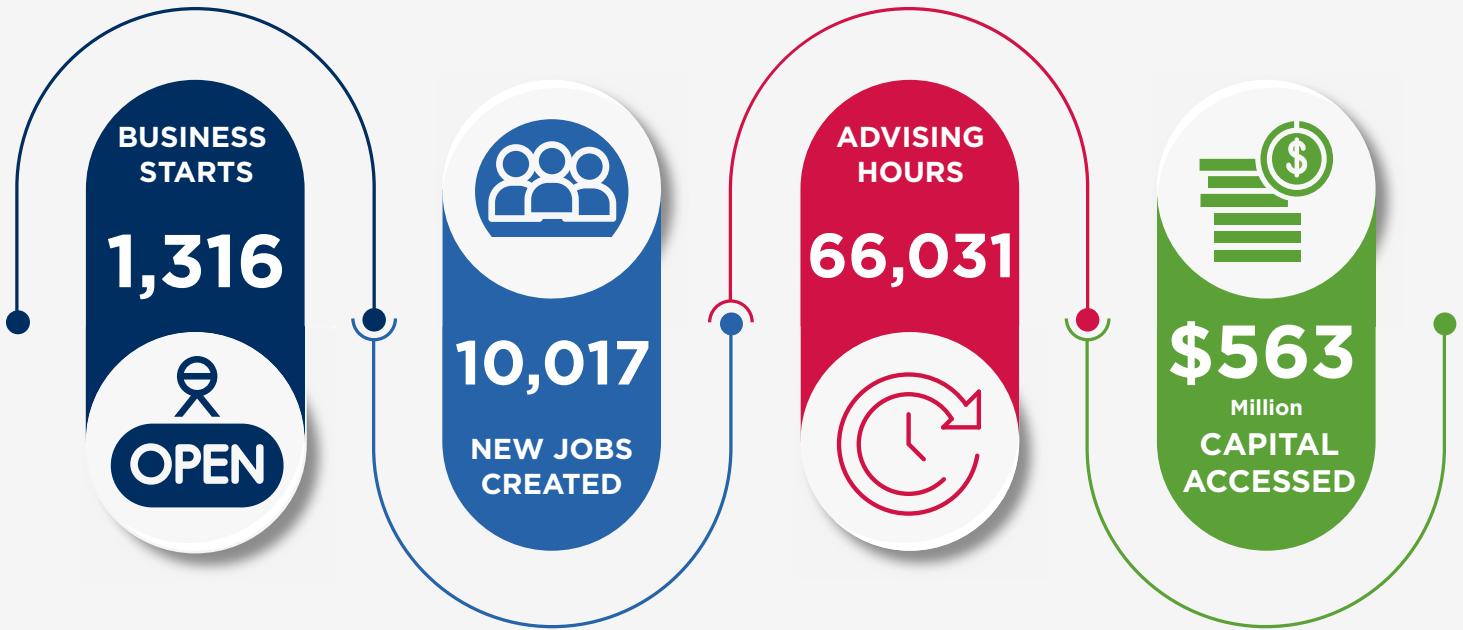 BUSINESS
STARTS
1,316
OPEN
10,017
NEW JOBS
CREATED
ADVISING
HOURS
66,031
$
$563
Million
CAPITAL
ACCESSED